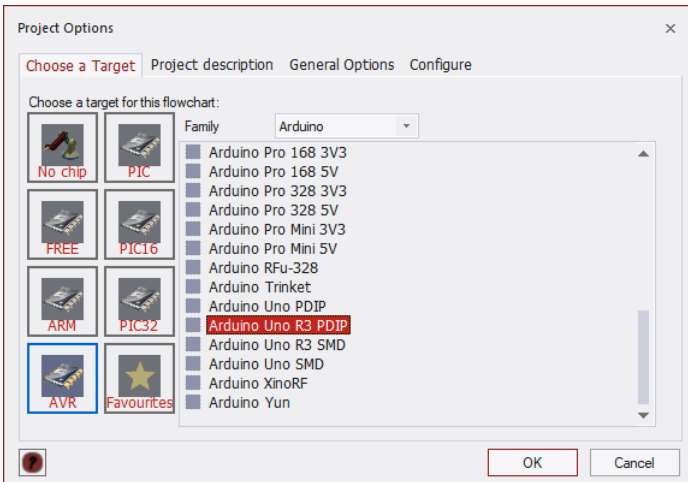 Project Options
Choose a Target Project description General Options Configure
Choose a target for this flowchart:
Family Arduino
No chip PIC
FREE PIC16
ARM PIC32
AVR Favourites
Arduino Pro 168 3V3
Arduino Pro 168 5V
Arduino Pro 328 3V3
Arduino Pro 328 5V
Arduino Pro Mini 3V3
Arduino Pro Mini 5V
Arduino RFu-328
Arduino Trinket
Arduino Uno PDIP
Arduino Uno R3 PDIP
Arduino Uno R3 SMD
Arduino Uno SMD
Arduino XinoRF
Arduino Yun
?
OK Cancel